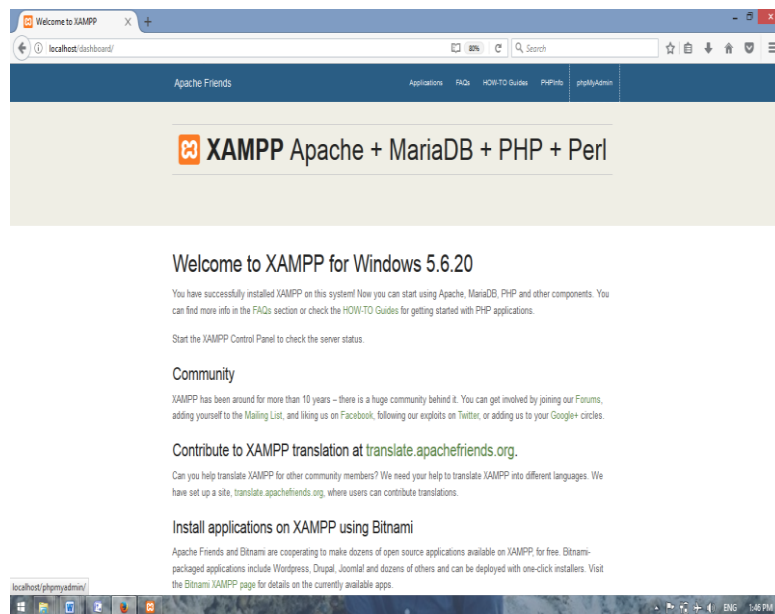 Welcome to XAMPP
localhost/dashboard/
80%
Search
Apache Friends
Applications
FAQs
HOW-TO Guides
PHPInfo
phpMyAdmin
XAMPP Apache + MariaDB + PHP + Perl
Welcome to XAMPP for Windows 5.6.20
You have successfully installed XAMPP on this system! Now you can start using Apache, MariaDB, PHP and other components. You
can find more info in the FAQs section or check the HOW-TO Guides for getting started with PHP applications.
Start the XAMPP Control Panel to check the server status.
Community
XAMPP has been around for more than 10 years – there is a huge community behind it. You can get involved by joining our Forums,
adding yourself to the Mailing List, and liking us on Facebook, following our exploits on Twitter, or adding us to your Google+ circles.
Contribute to XAMPP translation at translate.apachefriends.org.
Can you help translate XAMPP for other community members? We need your help to translate XAMPP into different languages. We
have set up a site, translate.apachefriends.org, where users can contribute translations.
Install applications on XAMPP using Bitnami
Apache Friends and Bitnami are cooperating to make dozens of open source applications available on XAMPP, for free. Bitnami-
packaged applications include Wordpress, Drupal, Joomla! and dozens of others and can be deployed with one-click installers. Visit
the Bitnami XAMPP page for details on the currently available apps.
localhost/phpmyadmin/
ENG
1:46 PM